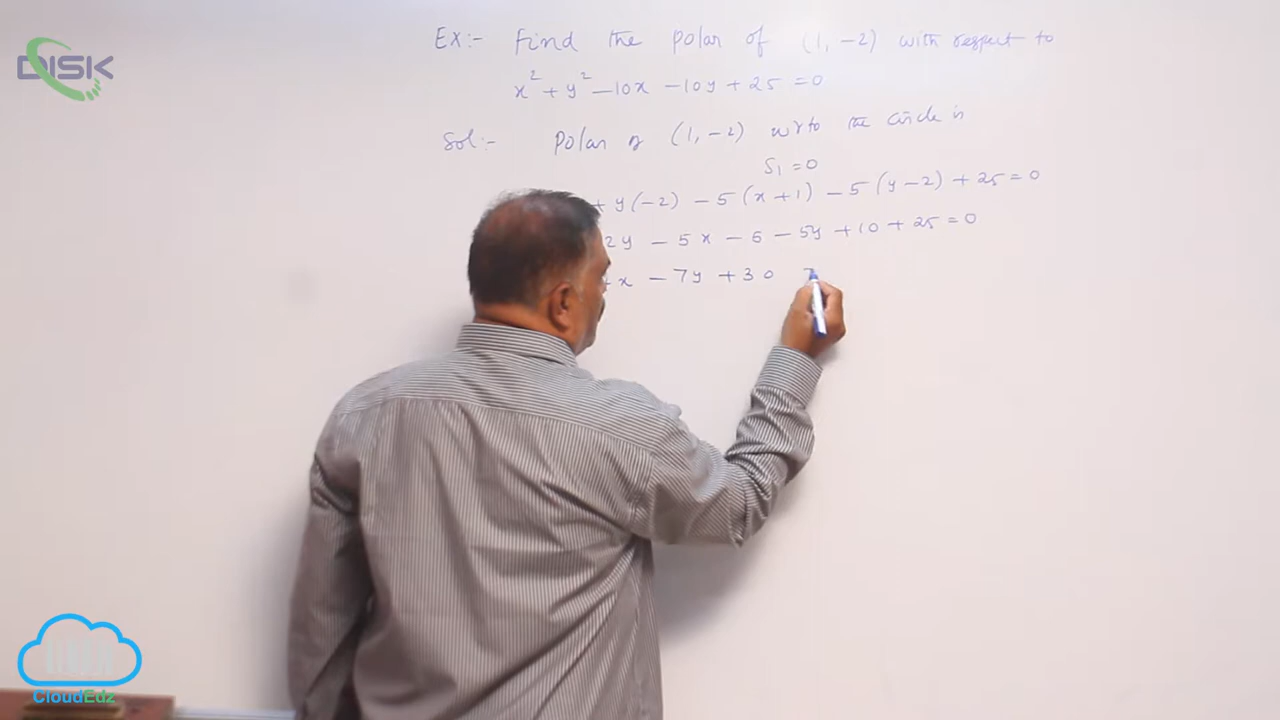 DISK
Ex:- Find the polar of (1, -2) with respect to
x² + y² - 10x - 10y + 25 = 0
Sol:- Polar of (1, -2) w r to the circle is
S₁ = 0
+ y(-2) - 5(x+1) - 5(y-2) + 25 = 0
2y - 5x - 5 - 5y + 10 + 25 = 0
x - 7y + 30
CloudEdz